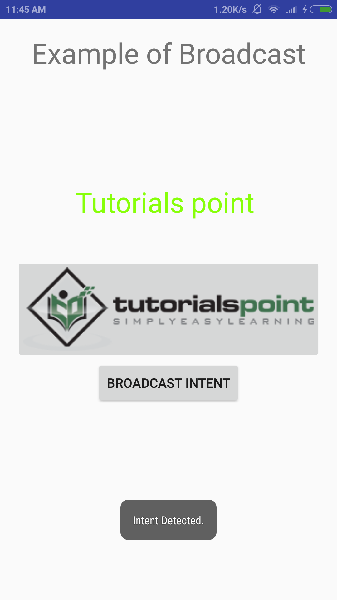 11:45 AM 1.20K/s
Example of Broadcast
Tutorials point
tutorialspoint
SIMPLYEASYLEARNING
BROADCAST INTENT
Intent Detected.